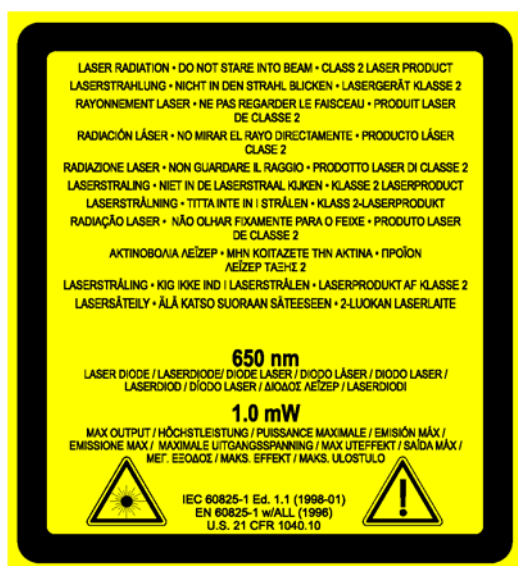 LASER RADIATION • DO NOT STARE INTO BEAM • CLASS 2 LASER PRODUCT
LASERSTRAHLUNG • NICHT IN DEN STRAHL BLICKEN • LASERGERÄT KLASSE 2
RAYONNEMENT LASER • NE PAS REGARDER LE FAISCEAU • PRODUIT LASER
DE CLASSE 2
RADIACIÓN LÁSER • NO MIRAR EL RAYO DIRECTAMENTE • PRODUCTO LÁSER
CLASE 2
RADIAZIONE LASER • NON GUARDARE IL RAGGIO • PRODOTTO LASER DI CLASSE 2
LASERSTRALING • NIET IN DE LASERSTRAAL KIJKEN • KLASSE 2 LASERPRODUCT
LASERSTRÅLNING • TITTA INTE IN I STRÅLEN • KLASS 2-LASERPRODUKT
RADIAÇÃO LASER • NÃO OLHAR FIXAMENTE PARA O FEIXE • PRODUTO LASER
DE CLASSE 2
ΑΚΤΙΝΟΒΟΛΙΑ ΛΕΪΖΕΡ • ΜΗΝ ΚΟΙΤΑΖΕΤΕ ΤΗΝ ΑΚΤΙΝΑ • ΠΡΟΪΟΝ
ΛΕΪΖΕΡ ΤΑΞΗΣ 2
LASERSTRÅLING • KIG IKKE IND I LASERSTRÅLEN • LASERPRODUKT AF KLASSE 2
LASERSÄTEILY • ÄLÄ KATSO SUORAAN SÄTEESEEN • 2-LUOKAN LASERLAITE
650 nm
LASER DIODE / LASERDIODE/ DIODE LASER / DIODO LÁSER / DIODO LASER /
LASERDIOD / DÍODO LASER / ΔΙΟΔΟΣ ΛΕΪΖΕΡ / LASERDIODI
1.0 mW
MAX OUTPUT / HÖCHSTLEISTUNG / PUISSANCE MAXIMALE / EMISIÓN MÁX /
EMISSIONE MAX / MAXIMALE UITGANGSSPANNING / MAX UTEFFEKT / SAÍDA MÁX /
ΜΕΓ. ΕΞΟΔΟΣ / MAKS. EFFEKT / MAKS. ULOSTULO
IEC 60825-1 Ed. 1.1 (1998-01)
EN 60825-1 w/ALL (1996)
U.S. 21 CFR 1040.10